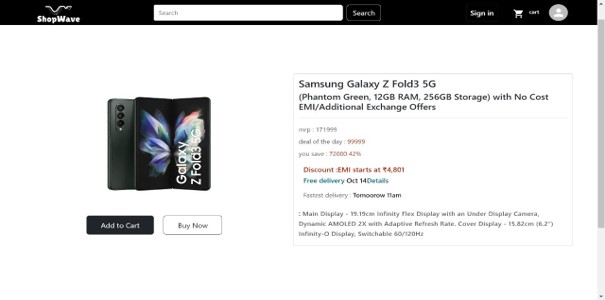 ShopWave
Search
Search
Sign in
cart
Samsung Galaxy Z Fold3 5G
(Phantom Green, 12GB RAM, 256GB Storage) with No Cost
EMI/Additional Exchange Offers
mrp : 171999
deal of the day : 99999
you save : 72000 42%
Discount :EMI starts at ₹4,801
Free delivery Oct 14Details
Fastest delivery : Tomoorow 11am
: Main Display - 19.19cm Infinity Flex Display with an Under Display Camera,
Dynamic AMOLED 2X with Adaptive Refresh Rate. Cover Display - 15.82cm (6.2")
Infinity-O Display, Switchable 60/120Hz
Galaxy
Z Fold3 5G
Add to Cart
Buy Now